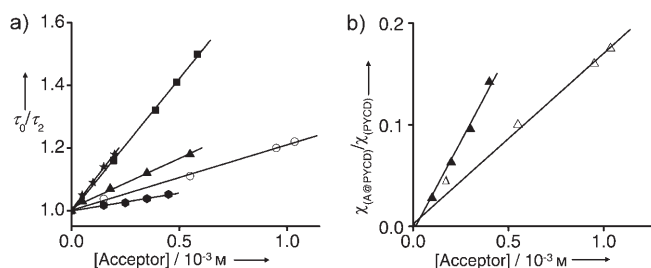 a)
1.6
1.4
τ0/τ2
1.2
1.0
0.0
0.5
1.0
[Acceptor] / 10⁻³ M
b)
0.2
χ(A@PYCD)/χ(PYCD)
0.1
0.0
0.0
0.5
1.0
[Acceptor] / 10⁻³ M